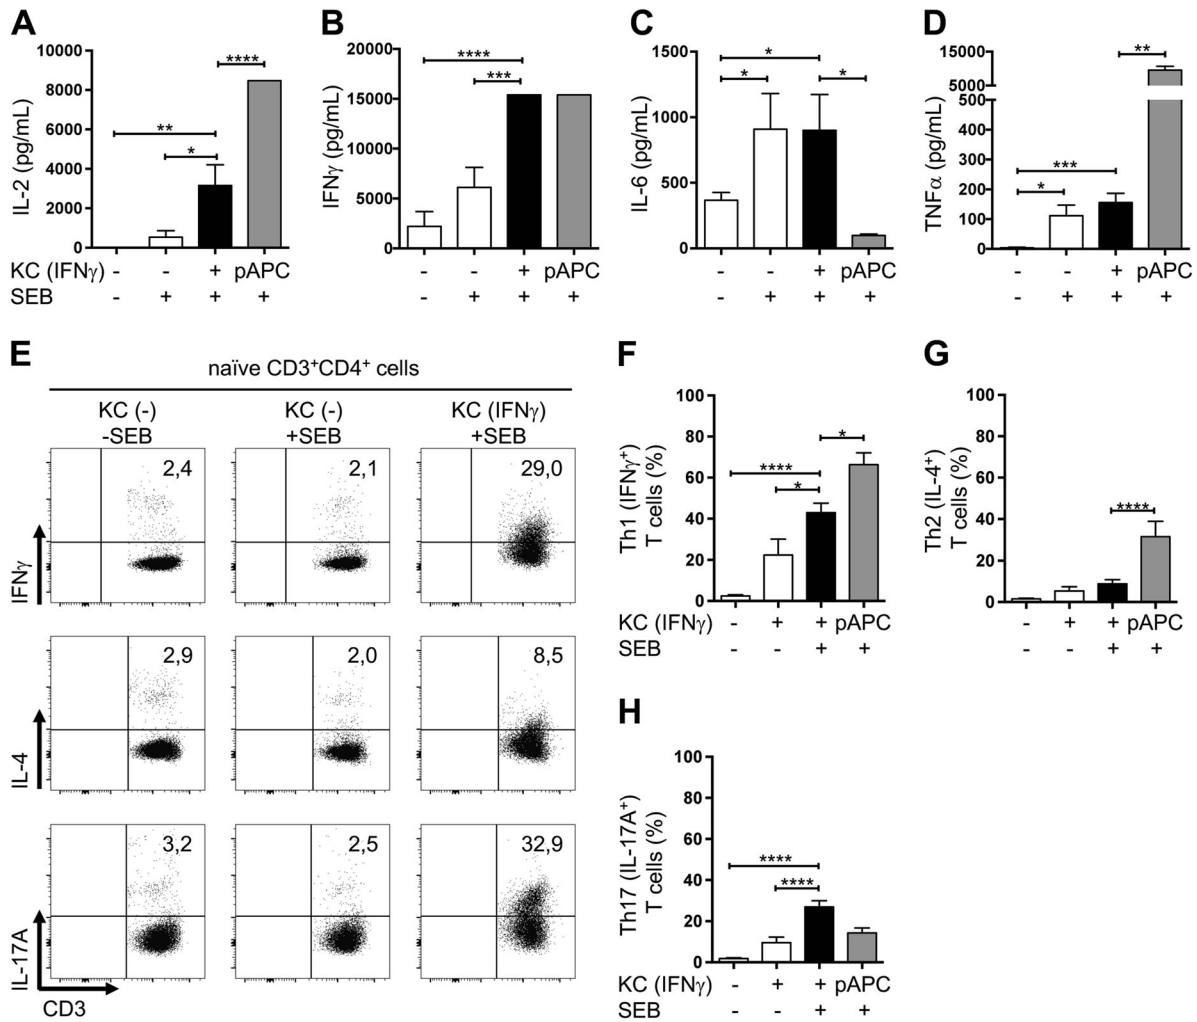 A
IL-2 (pg/mL)
10000
8000
6000
4000
2000
0
**
*
****
KC (IFNγ) - - + pAPC
SEB - + + +
B
IFNγ (pg/mL)
20000
15000
10000
5000
0
****
***
- - + pAPC
- + + +
C
IL-6 (pg/mL)
1500
1000
500
0
*
*
*
- - + pAPC
- + + +
D
TNFα (pg/mL)
15000
5000
500
400
300
200
100
0
**
***
*
- - + pAPC
- + + +
E
naïve CD3+CD4+ cells
KC (-) KC (-) KC (IFNγ)
-SEB +SEB +SEB
IFNγ
2,4 2,1 29,0
IL-4
2,9 2,0 8,5
IL-17A
3,2 2,5 32,9
CD3
F
Th1 (IFNγ+)
T cells (%)
100
80
60
40
20
0
*
****
*
KC (IFNγ) - + + pAPC
SEB - - + +
G
Th2 (IL-4+)
T cells (%)
100
80
60
40
20
0
****
- + + pAPC
- - + +
H
Th17 (IL-17A+)
T cells (%)
100
80
60
40
20
0
****
****
KC (IFNγ) - + + pAPC
SEB - - + +